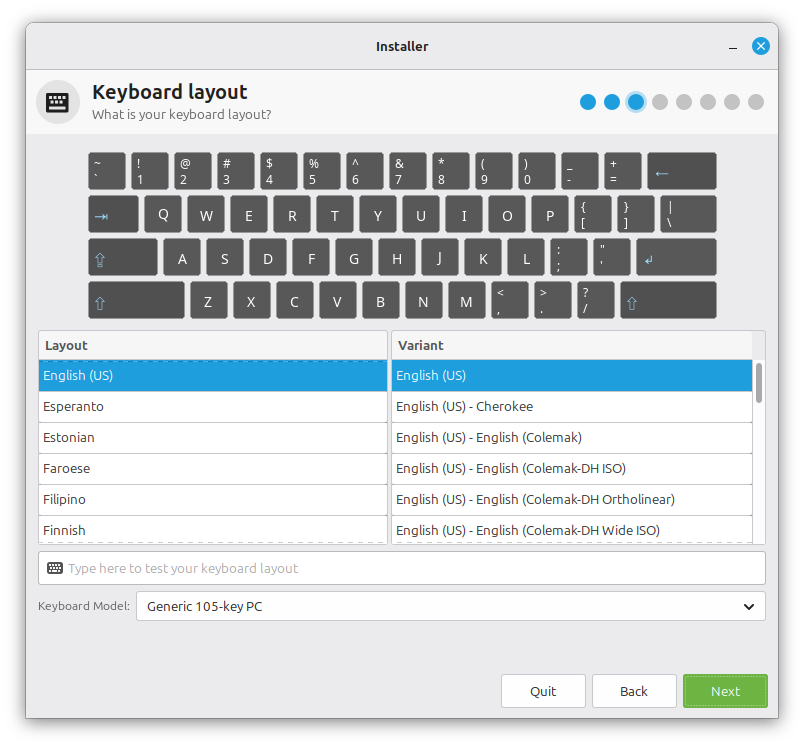 Installer
Keyboard layout
What is your keyboard layout?
~ ! @ # $ % ^ & * ( ) _ +
` 1 2 3 4 5 6 7 8 9 0 - = ←
⇥ Q W E R T Y U I O P { } |
[ ] \
⇪ A S D F G H J K L : "
; ' ↲
⇧ Z X C V B N M < > ?
, . / ⇧
Layout Variant
English (US) English (US)
Esperanto English (US) - Cherokee
Estonian English (US) - English (Colemak)
Faroese English (US) - English (Colemak-DH ISO)
Filipino English (US) - English (Colemak-DH Ortholinear)
Finnish English (US) - English (Colemak-DH Wide ISO)
Type here to test your keyboard layout
Keyboard Model: Generic 105-key PC
Quit Back Next